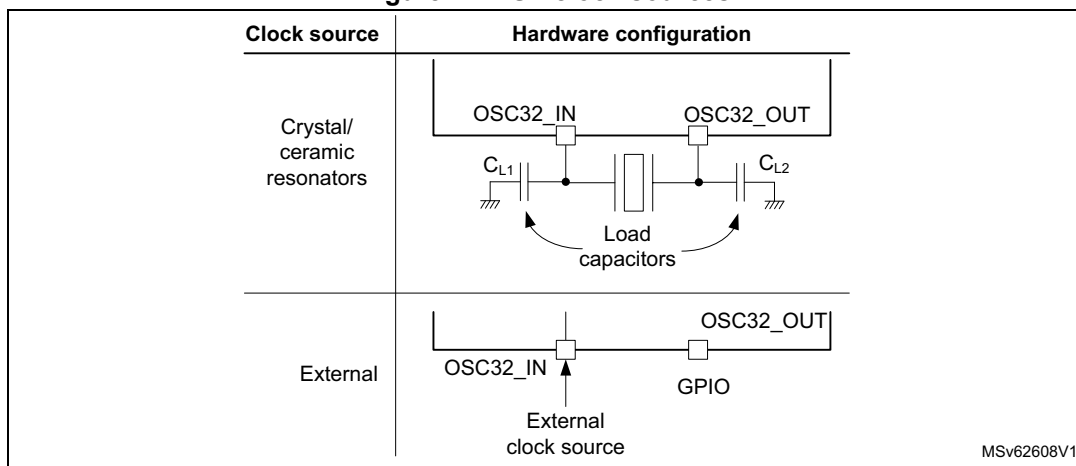 Clock source
Hardware configuration
Crystal/
ceramic
resonators
OSC32_IN
OSC32_OUT
CL1
CL2
Load
capacitors
External
OSC32_OUT
OSC32_IN
GPIO
External
clock source
MSv62608V1